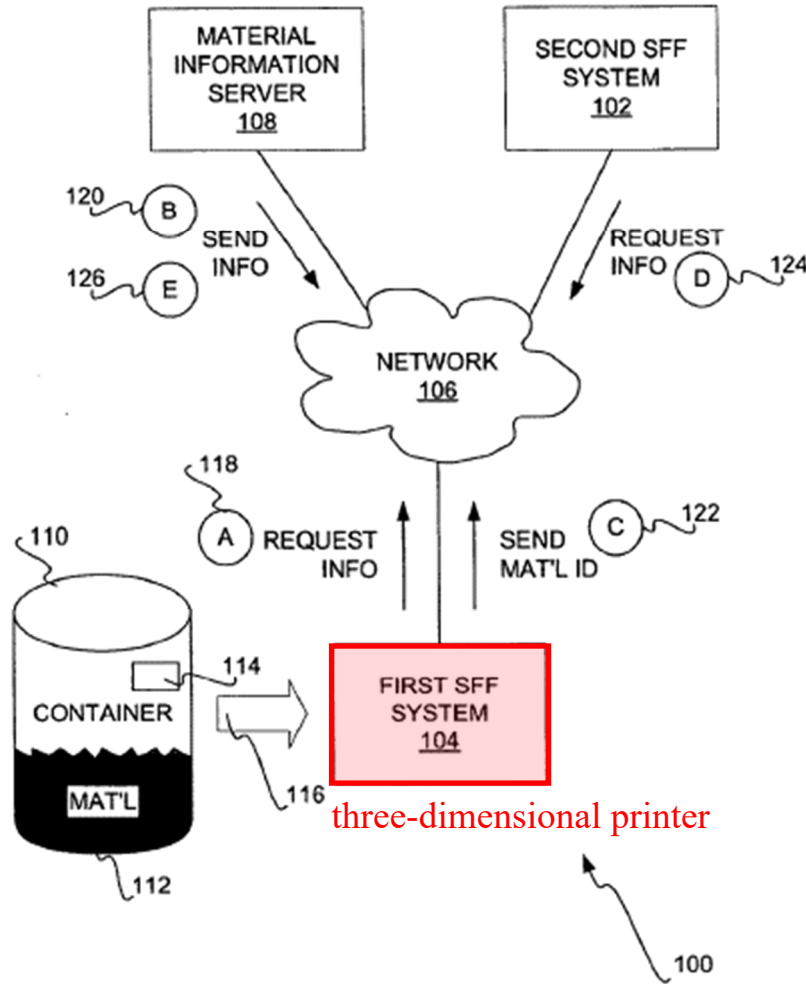 MATERIAL
INFORMATION
SERVER
108
SECOND SFF
SYSTEM
102
120
B
SEND
INFO
126
E
REQUEST
INFO
D
124
NETWORK
106
118
A
REQUEST
INFO
SEND
MAT'L ID
C
122
110
114
CONTAINER
MAT'L
112
116
FIRST SFF
SYSTEM
104
three-dimensional printer
100